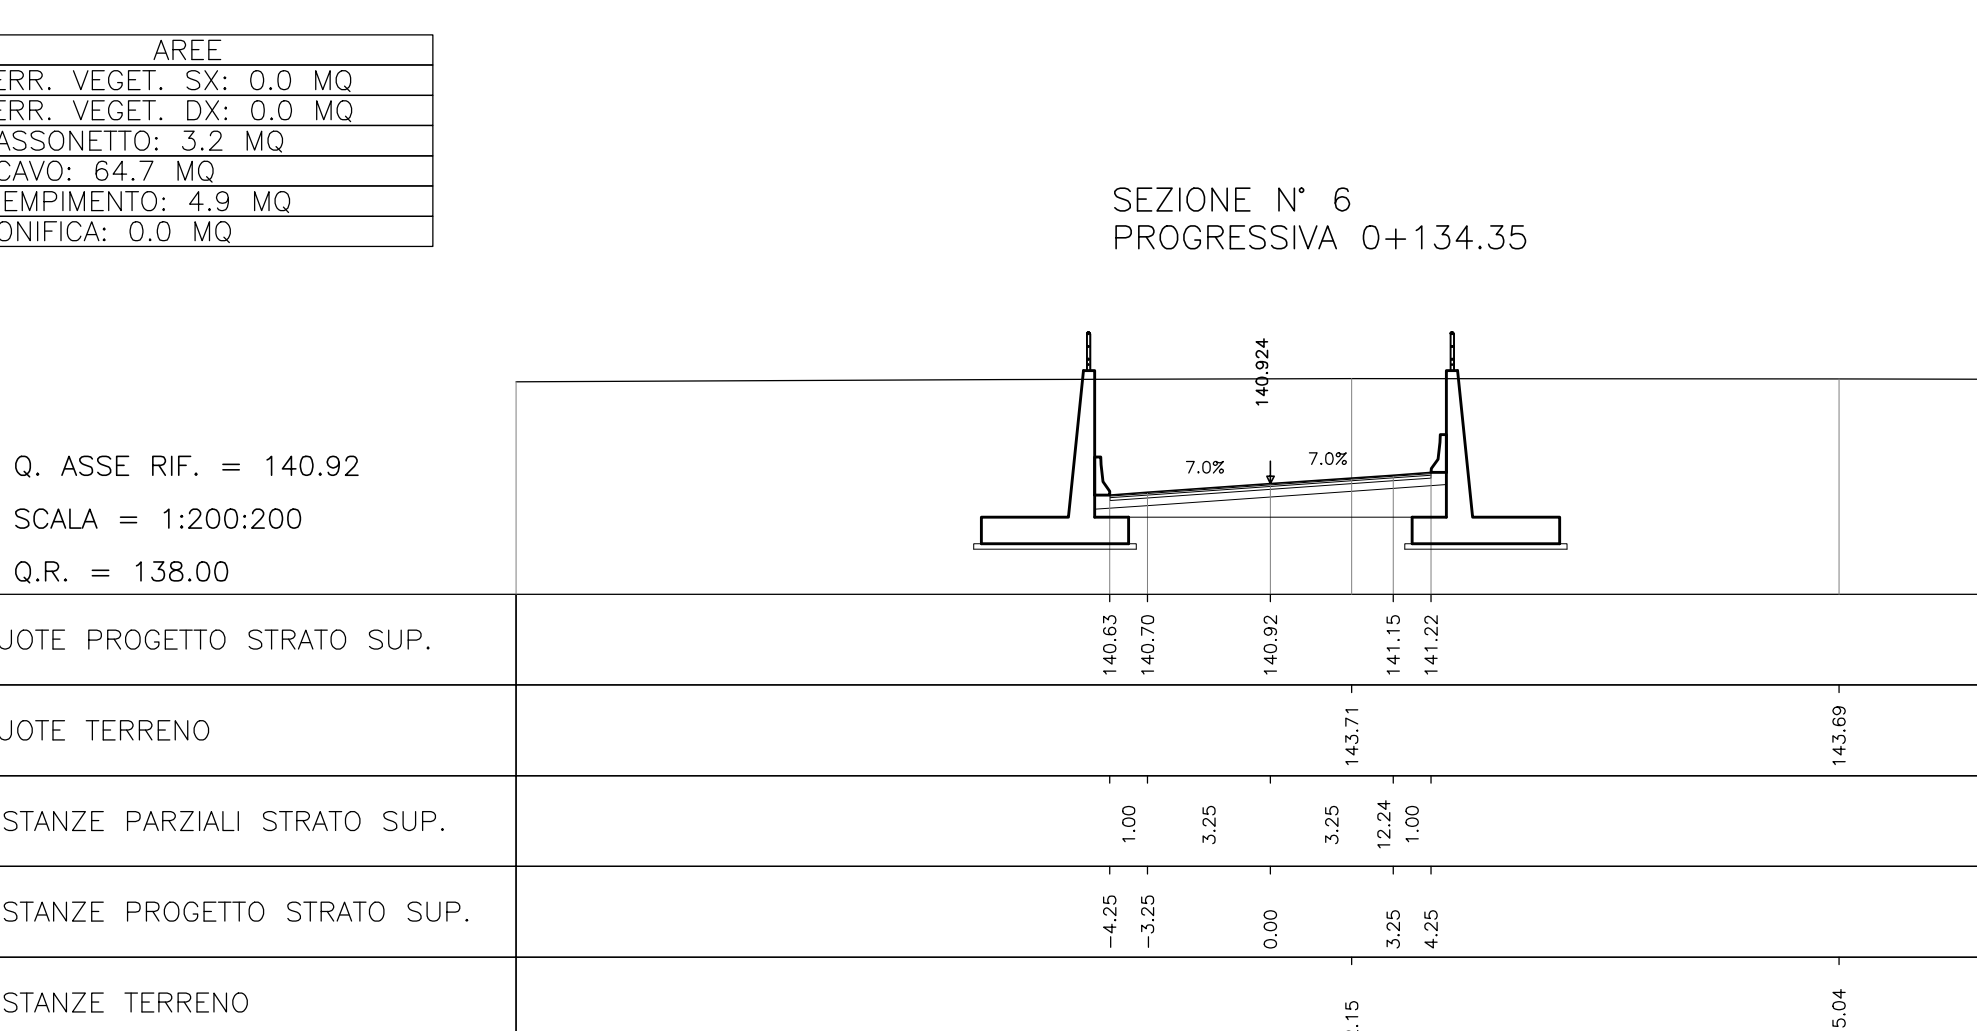 AREE
ERR. VEGET. SX: 0.0 MQ
ERR. VEGET. DX: 0.0 MQ
ASSONETTO: 3.2 MQ
CAVO: 64.7 MQ
EMPIMENTO: 4.9 MQ
ONIFICA: 0.0 MQ
SEZIONE N° 6
PROGRESSIVA 0+134.35
140.924
7.0%
7.0%
Q. ASSE RIF. = 140.92
SCALA = 1:200:200
Q.R. = 138.00
UOTE PROGETTO STRATO SUP.
140.63
140.70
140.92
141.15
141.22
UOTE TERRENO
143.71
143.69
STANZE PARZIALI STRATO SUP.
1.00
3.25
3.25
12.24
1.00
STANZE PROGETTO STRATO SUP.
-4.25
-3.25
0.00
3.25
4.25
STANZE TERRENO
.15
5.04